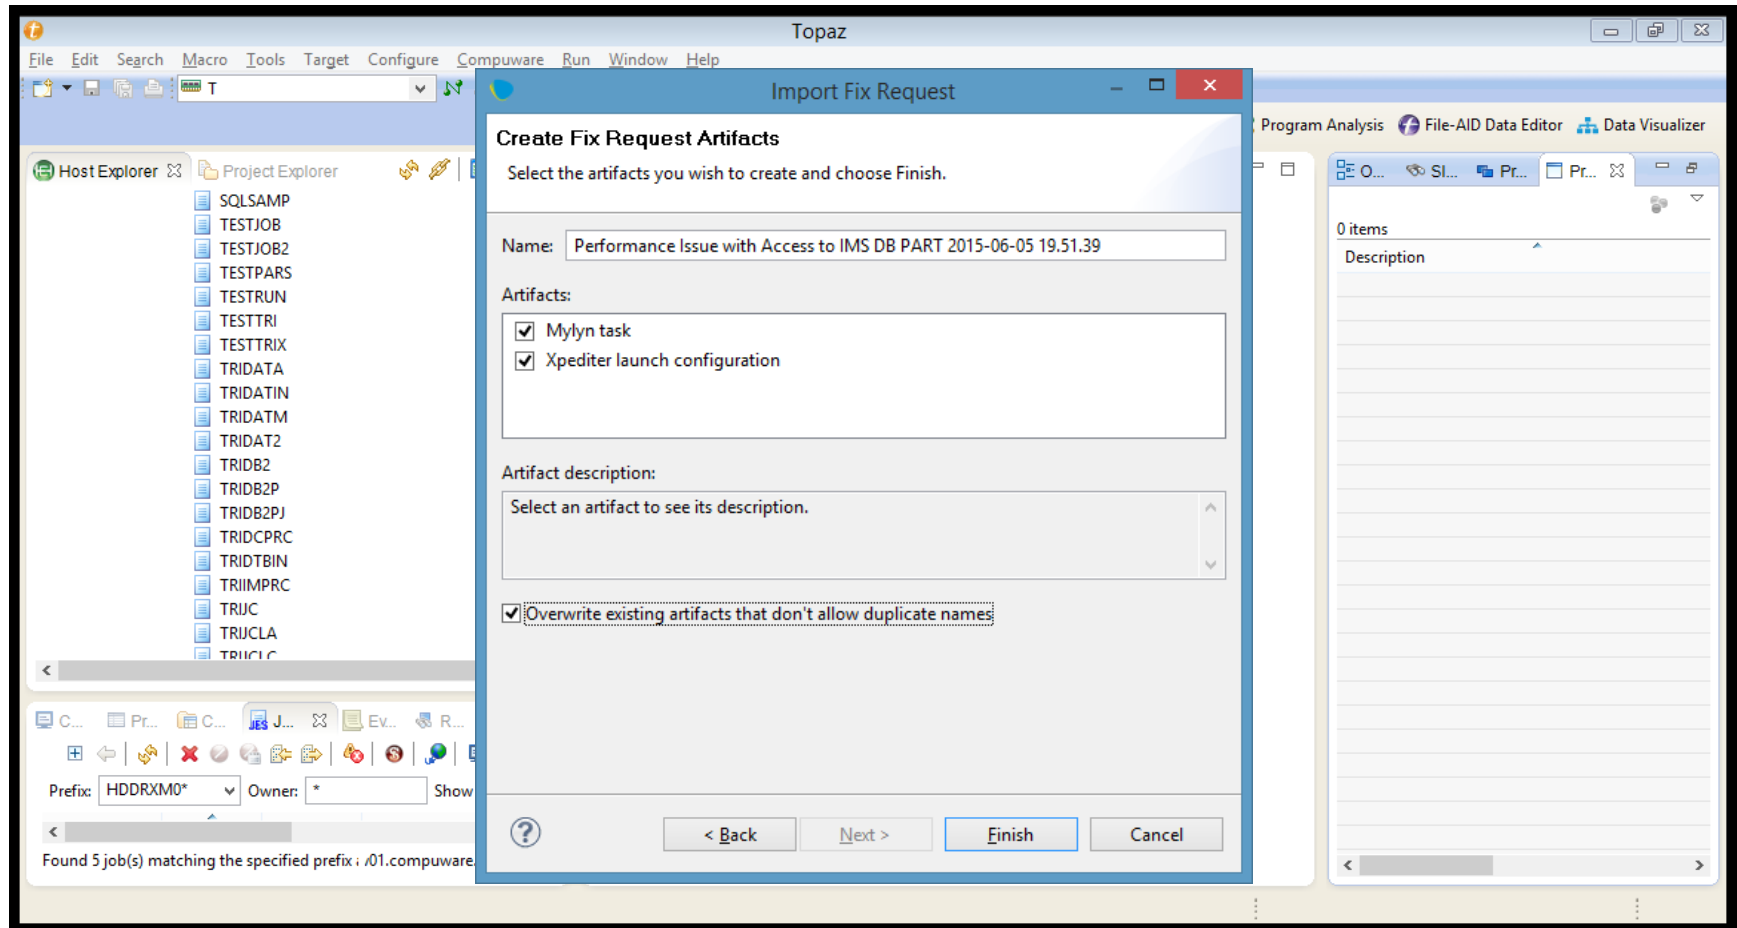 Topaz
File Edit Search Macro Tools Target Configure Compuware Run Window Help
T
Program Analysis File-AID Data Editor Data Visualizer
Host Explorer Project Explorer
SQLSAMP
TESTJOB
TESTJOB2
TESTPARS
TESTRUN
TESTTRI
TESTTRIX
TRIDATA
TRIDATIN
TRIDATM
TRIDAT2
TRIDB2
TRIDB2P
TRIDB2PJ
TRIDCPRC
TRIDTBIN
TRIIMPRC
TRIJC
TRIJCLA
C... Pr... C... J... Ev... R...
Prefix: HDDRXM0* Owner: * Show
Found 5 job(s) matching the specified prefix
01.compuware.
Import Fix Request
Create Fix Request Artifacts
Select the artifacts you wish to create and choose Finish.
Name: Performance Issue with Access to IMS DB PART 2015-06-05 19.51.39
Artifacts:
Mylyn task
Xpediter launch configuration
Artifact description:
Select an artifact to see its description.
Overwrite existing artifacts that don't allow duplicate names
< Back Next > Finish Cancel
O... Sl... Pr... Pr...
0 items
Description